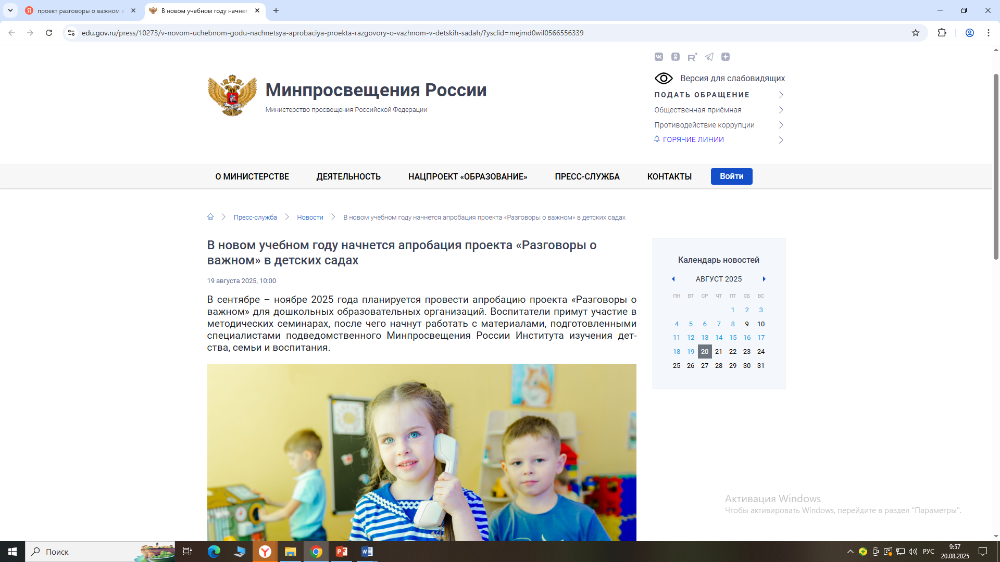 проект разговоры о важном в
В новом учебном году начнет
edu.gov.ru/press/10273/v-novom-uchebnom-godu-nachnetsya-aprobaciya-proekta-razgovory-o-vazhnom-v-detskih-sadah/?ysclid=mejmd0wil0566556339
Минпросвещения России
Министерство просвещения Российской Федерации
Версия для слабовидящих
ПОДАТЬ ОБРАЩЕНИЕ
Общественная приёмная
Противодействие коррупции
ГОРЯЧИЕ ЛИНИИ
О МИНИСТЕРСТВЕ ДЕЯТЕЛЬНОСТЬ НАЦПРОЕКТ «ОБРАЗОВАНИЕ» ПРЕСС-СЛУЖБА КОНТАКТЫ Войти
Пресс-служба Новости В новом учебном году начнется апробация проекта «Разговоры о важном» в детских садах
В новом учебном году начнется апробация проекта «Разговоры о
важном» в детских садах
19 августа 2025, 10:00
В сентябре – ноябре 2025 года планируется провести апробацию проекта «Разговоры о
важном» для дошкольных образовательных организаций. Воспитатели примут участие в
методических семинарах, после чего начнут работать с материалами, подготовленными
специалистами подведомственного Минпросвещения России Института изучения дет-
ства, семьи и воспитания.
Календарь новостей
АВГУСТ 2025
ПН ВТ СР ЧТ ПТ СБ ВС
1 2 3
4 5 6 7 8 9 10
11 12 13 14 15 16 17
18 19 20 21 22 23 24
25 26 27 28 29 30 31
Активация Windows
Чтобы активировать Windows, перейдите в раздел "Параметры".
Поиск
РУС
9:57
20.08.2025